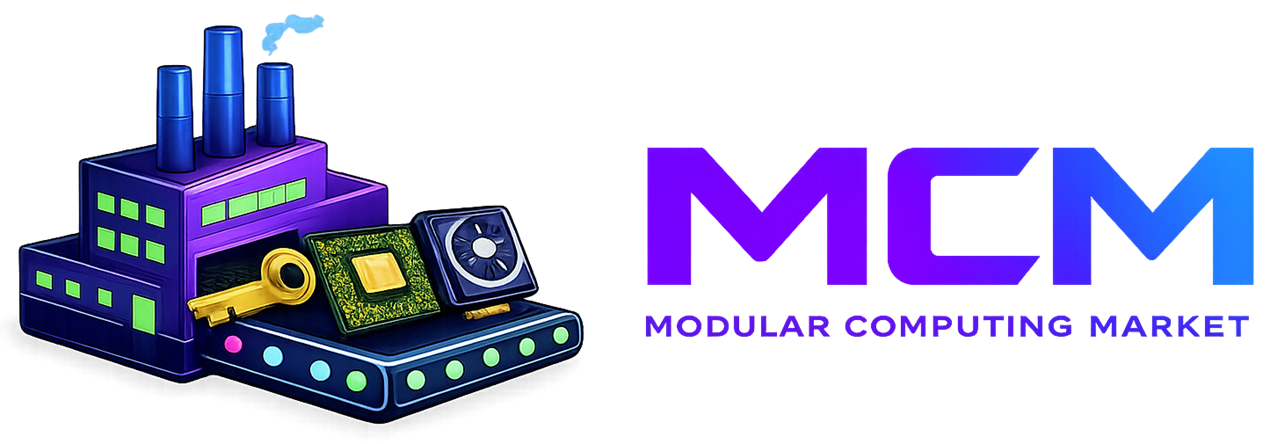 MCM
MODULAR COMPUTING MARKET